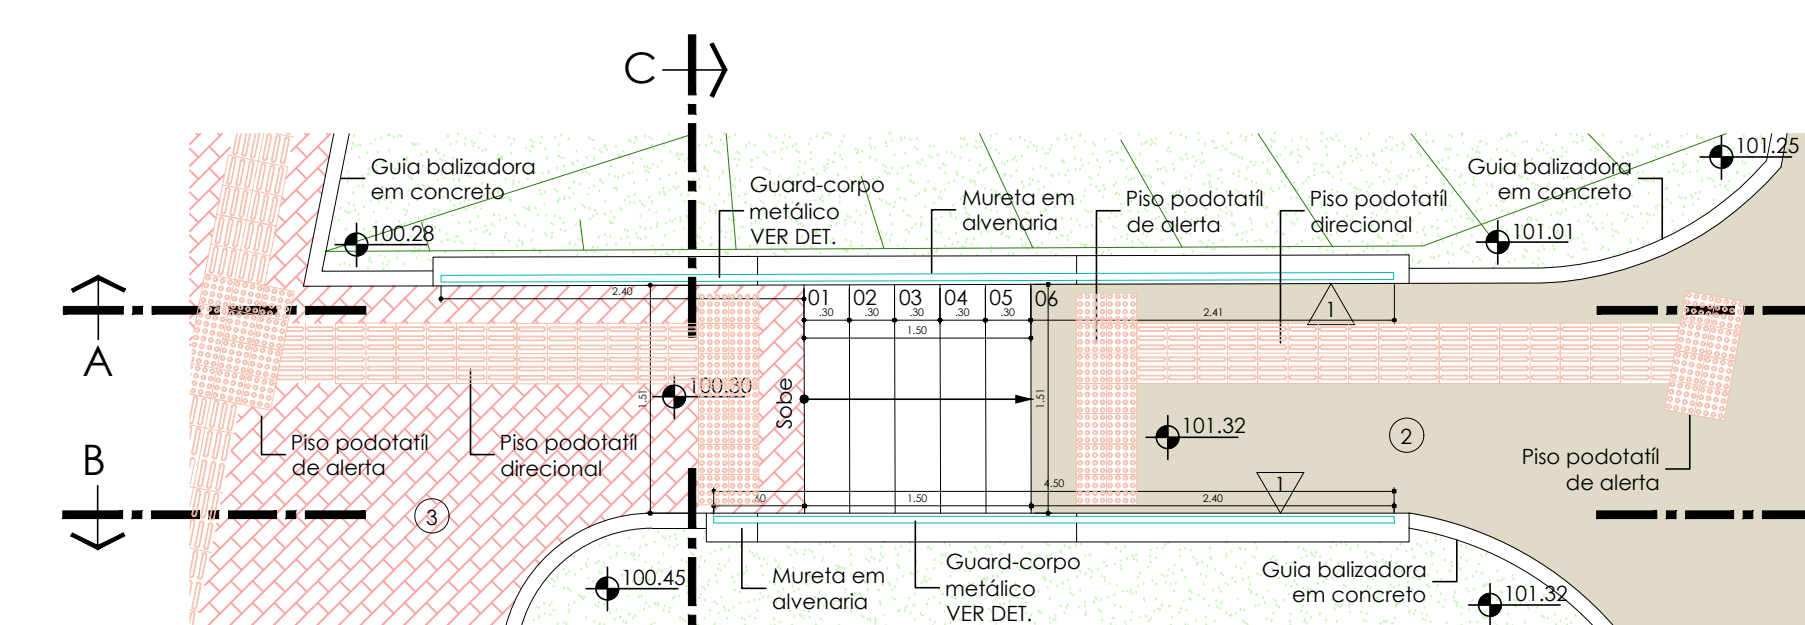 C
101.25
Guia balizadora
em concreto
Guard-corpo
metálico
VER DET.
Mureta em
alvenaria
Piso podotatíl
de alerta
Piso podotatíl
direcional
Guia balizadora
em concreto
100.28
101.01
A
2.40
01 02 03 04 05 06
.30 .30 .30 .30 .30
1.50
2.41
1
1.51
100.30
Sobe
1.51
101.32
2
B
Piso podotatíl
de alerta
Piso podotatíl
direcional
Piso podotatíl
de alerta
3
4.50
1.50
2.40
1
100.45
Mureta em
alvenaria
Guard-corpo
metálico
VER DET.
Guia balizadora
em concreto
101.32